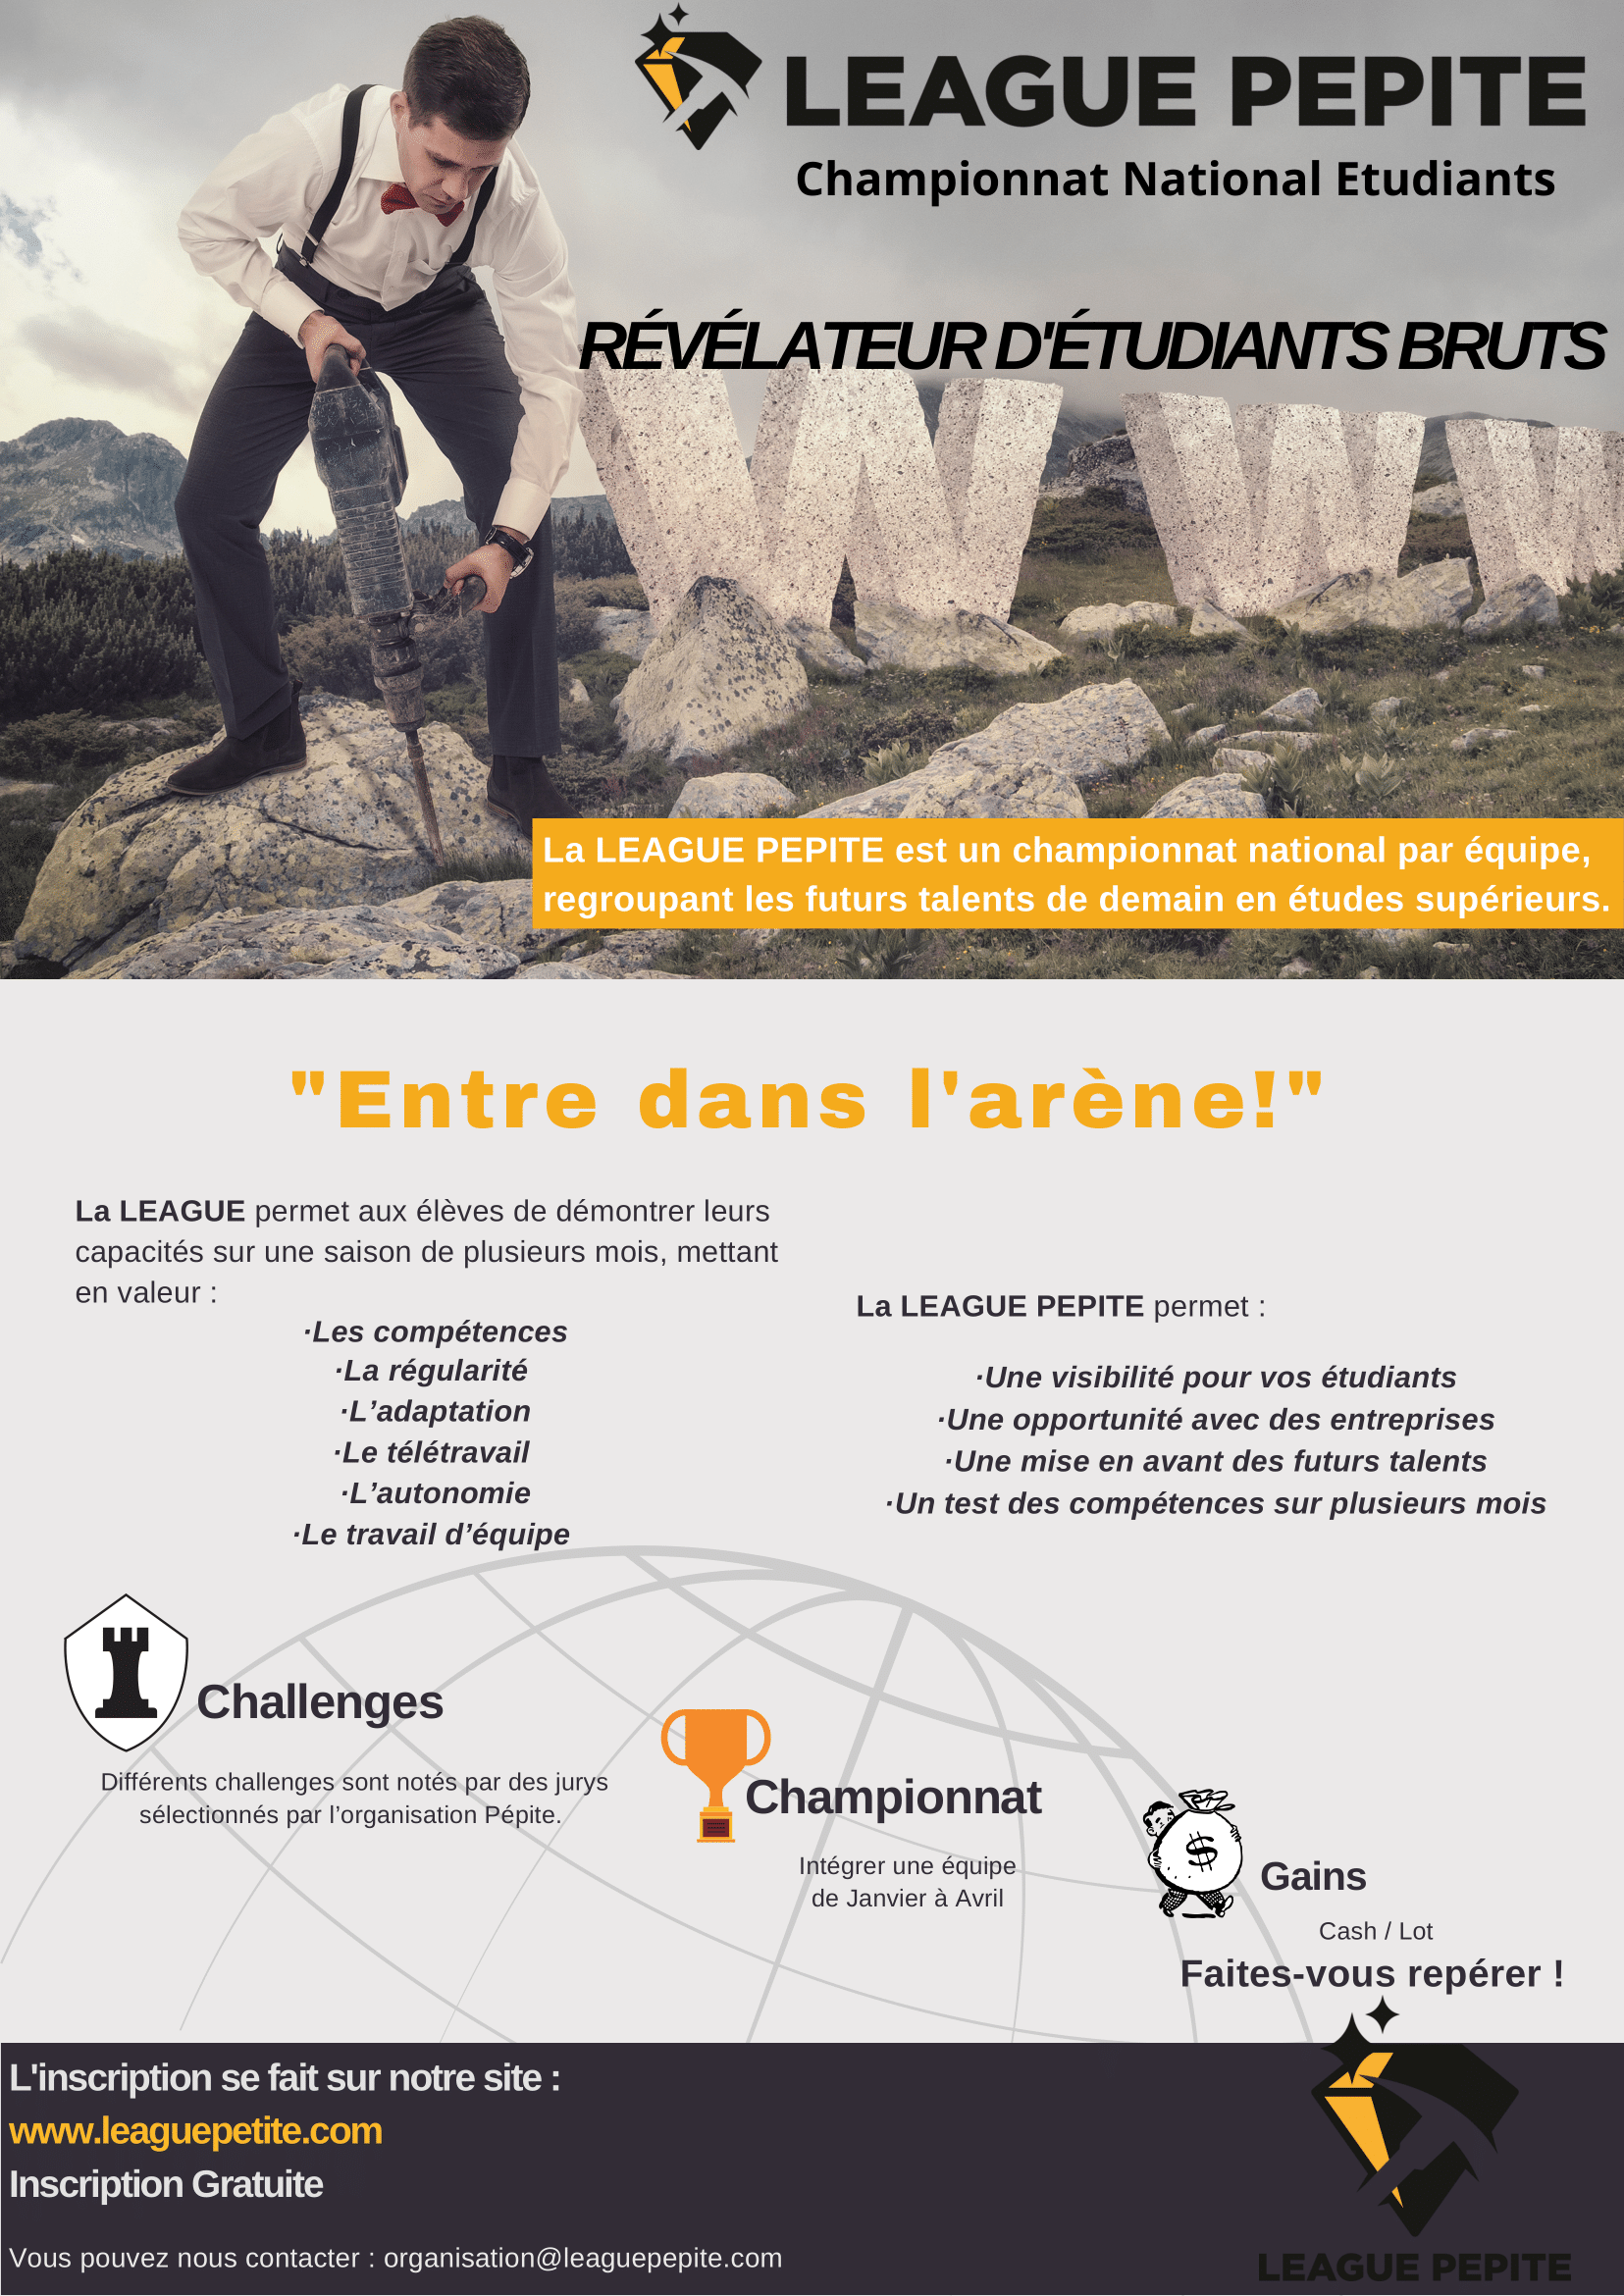 LEAGUE PEPITE
Championnat National Etudiants
RÉVÉLATEUR D'ÉTUDIANTS BRUTS
W W W
La LEAGUE PEPITE est un championnat national par équipe,
regroupant les futurs talents de demain en études supérieurs.
"Entre dans l'arène!"
La LEAGUE permet aux élèves de démontrer leurs
capacités sur une saison de plusieurs mois, mettant
en valeur :
·Les compétences
·La régularité
·L’adaptation
·Le télétravail
·L’autonomie
·Le travail d’équipe
La LEAGUE PEPITE permet :
·Une visibilité pour vos étudiants
·Une opportunité avec des entreprises
·Une mise en avant des futurs talents
·Un test des compétences sur plusieurs mois
Challenges
Différents challenges sont notés par des jurys
sélectionnés par l’organisation Pépite.
Championnat
Intégrer une équipe
de Janvier à Avril
$
Gains
Cash / Lot
Faites-vous repérer !
L'inscription se fait sur notre site :
www.leaguepetite.com
Inscription Gratuite
Vous pouvez nous contacter : organisation@leaguepepite.com
LEAGUE PEPITE